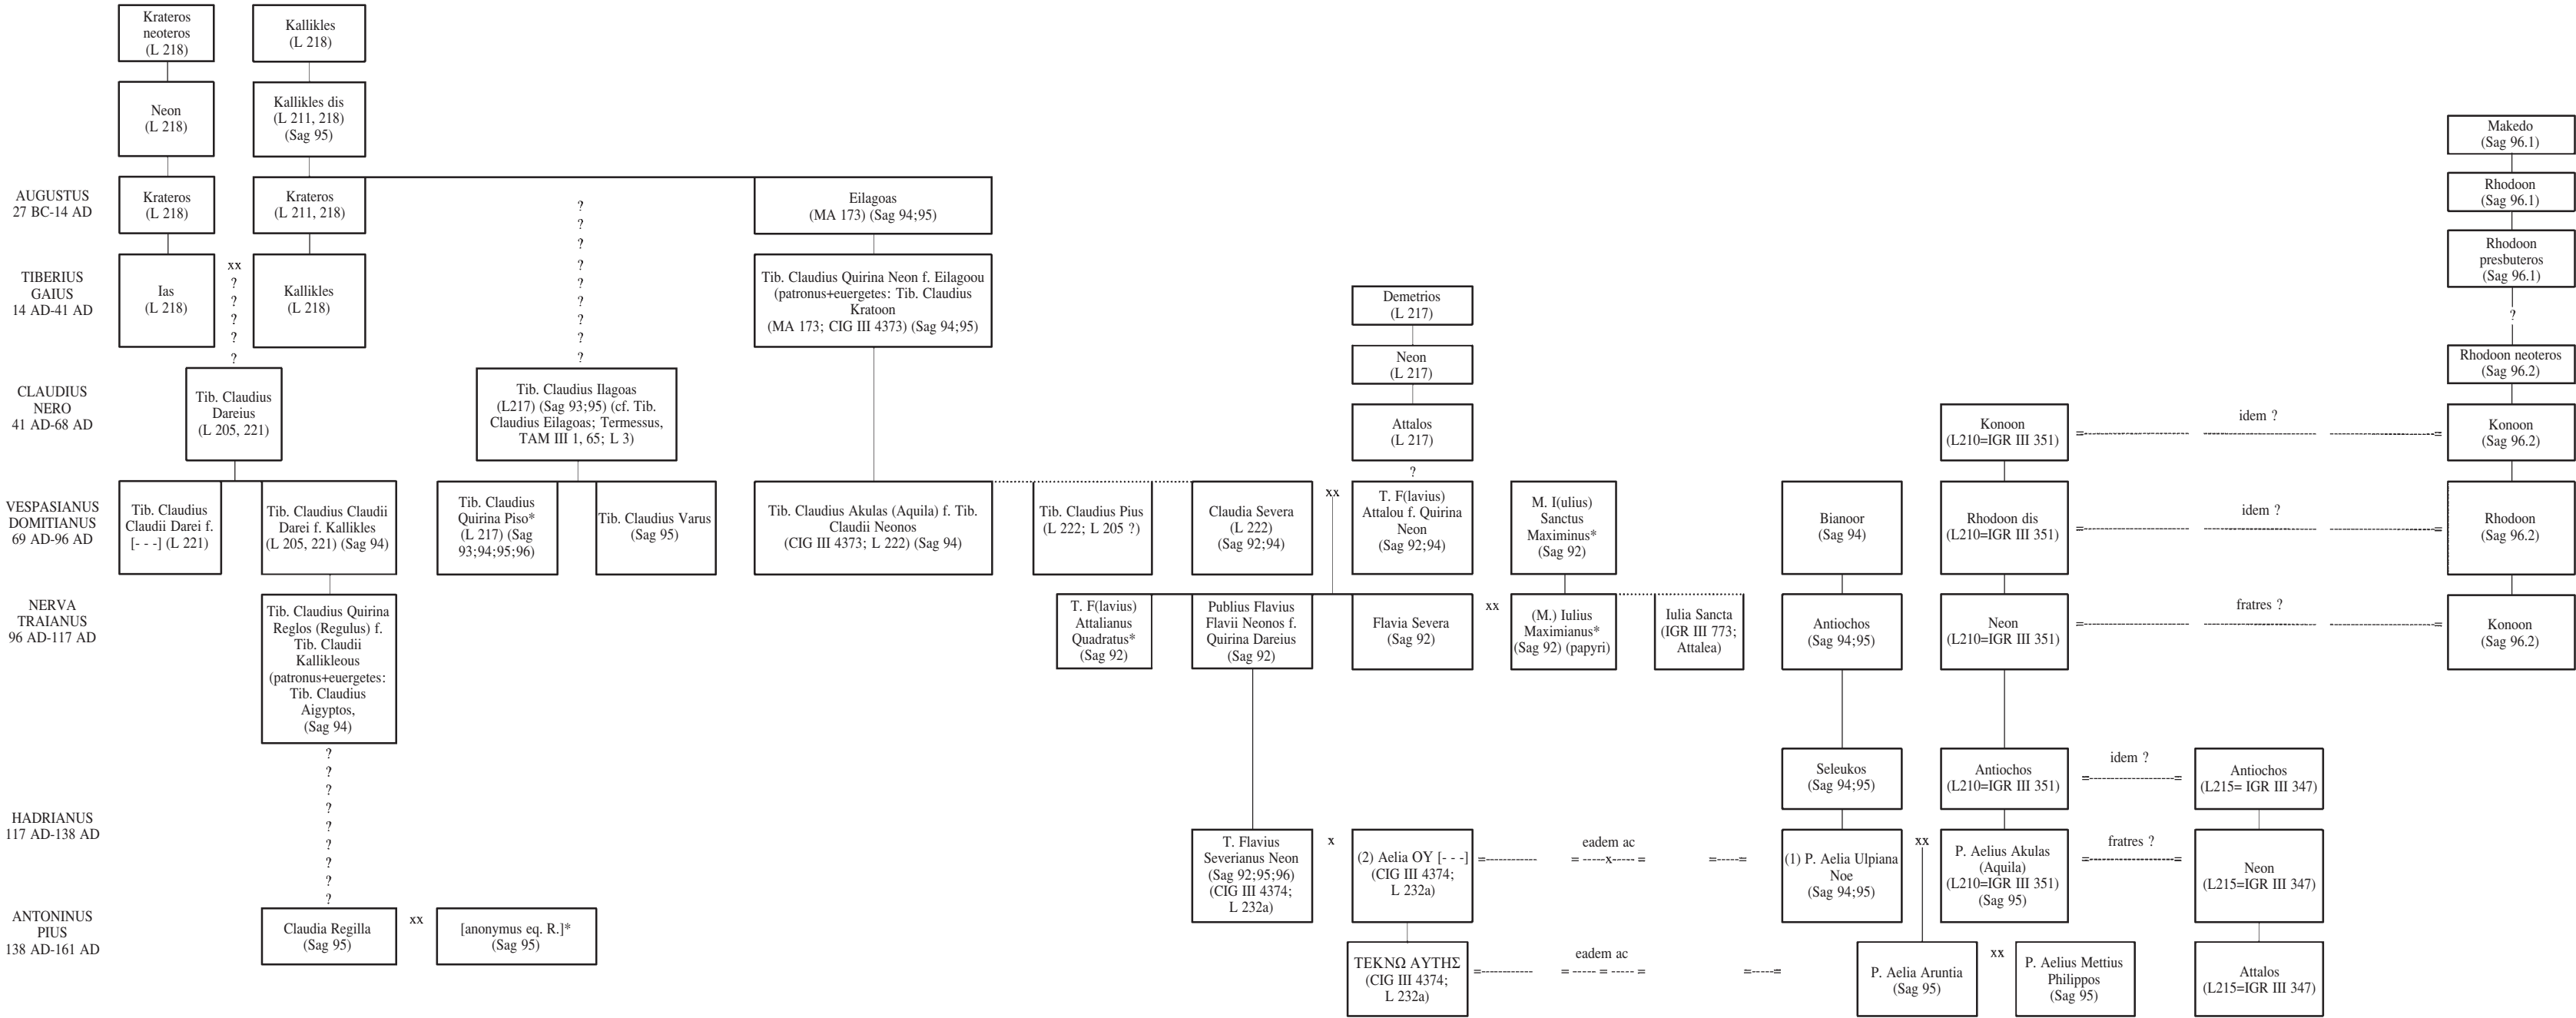 Krateros
neoteros
(L 218)
Kallikles
(L 218)
Neon
(L 218)
Kallikles dis
(L 211, 218)
(Sag 95)
Makedo
(Sag 96.1)
AUGUSTUS
27 BC-14 AD
Krateros
(L 218)
Krateros
(L 211, 218)
?
?
?
Eilagoas
(MA 173) (Sag 94;95)
Rhodoon
(Sag 96.1)
TIBERIUS
GAIUS
14 AD-41 AD
Ias
(L 218)
xx
?
?
?
?
?
Kallikles
(L 218)
?
?
?
?
?
?
Tib. Claudius Quirina Neon f. Eilagoou
(patronus+euergetes: Tib. Claudius
Kratoon
(MA 173; CIG III 4373) (Sag 94;95)
Demetrios
(L 217)
Rhodoon
presbuteros
(Sag 96.1)
?
Neon
(L 217)
Rhodoon neoteros
(Sag 96.2)
CLAUDIUS
NERO
41 AD-68 AD
Tib. Claudius
Dareius
(L 205, 221)
Tib. Claudius Ilagoas
(L217) (Sag 93;95) (cf. Tib.
Claudius Eilagoas; Termessus,
TAM III 1, 65; L 3)
Attalos
(L 217)
?
Konoon
(L210=IGR III 351)
=---------------------- ---------------------- ---------------------=
idem ?
Konoon
(Sag 96.2)
VESPASIANUS
DOMITIANUS
69 AD-96 AD
Tib. Claudius
Claudii Darei f.
[- - -] (L 221)
Tib. Claudius Claudii
Darei f. Kallikles
(L 205, 221) (Sag 94)
Tib. Claudius
Quirina Piso*
(L 217) (Sag
93;94;95;96)
Tib. Claudius Varus
(Sag 95)
Tib. Claudius Akulas (Aquila) f. Tib.
Claudii Neonos
(CIG III 4373; L 222) (Sag 94)
Tib. Claudius Pius
(L 222; L 205 ?)
Claudia Severa
(L 222)
(Sag 92;94)
xx
T. F(lavius)
Attalou f. Quirina
Neon
(Sag 92;94)
M. I(ulius)
Sanctus
Maximinus*
(Sag 92)
Bianoor
(Sag 94)
Rhodoon dis
(L210=IGR III 351)
=---------------------- ---------------------- ---------------------=
idem ?
Rhodoon
(Sag 96.2)
NERVA
TRAIANUS
96 AD-117 AD
Tib. Claudius Quirina
Reglos (Regulus) f.
Tib. Claudii
Kallikleous
(patronus+euergetes:
Tib. Claudius
Aigyptos,
(Sag 94)
T. F(lavius)
Attalianus
Quadratus*
(Sag 92)
Publius Flavius
Flavii Neonos f.
Quirina Dareius
(Sag 92)
Flavia Severa
(Sag 92)
xx
(M.) Iulius
Maximianus*
(Sag 92) (papyri)
Iulia Sancta
(IGR III 773;
Attalea)
Antiochos
(Sag 94;95)
Neon
(L210=IGR III 351)
=---------------------- ---------------------- ---------------------=
fratres ?
Konoon
(Sag 96.2)
?
?
?
?
?
?
?
?
?
Seleukos
(Sag 94;95)
Antiochos
(L210=IGR III 351)
idem ?
=-----------------=
Antiochos
(L215= IGR III 347)
HADRIANUS
117 AD-138 AD
T. Flavius
Severianus Neon
(Sag 92;95;96)
(CIG III 4374;
L 232a)
x
(2) Aelia OY [- - -]
(CIG III 4374;
L 232a)
=----------- = -----x----- = =-----=
eadem ac
(1) P. Aelia Ulpiana
Noe
(Sag 94;95)
xx
P. Aelius Akulas
(Aquila)
(L210=IGR III 351)
(Sag 95)
fratres ?
=-----------------=
Neon
(L215=IGR III 347)
ANTONINUS
PIUS
138 AD-161 AD
Claudia Regilla
(Sag 95)
xx
[anonymus eq. R.]*
(Sag 95)
ΤΕΚΝΩ ΑΥΤΗΣ
(CIG III 4374;
L 232a)
=----------- = ----- = ----- = =-----=
eadem ac
P. Aelia Aruntia
(Sag 95)
xx
P. Aelius Mettius
Philippos
(Sag 95)
Attalos
(L215=IGR III 347)